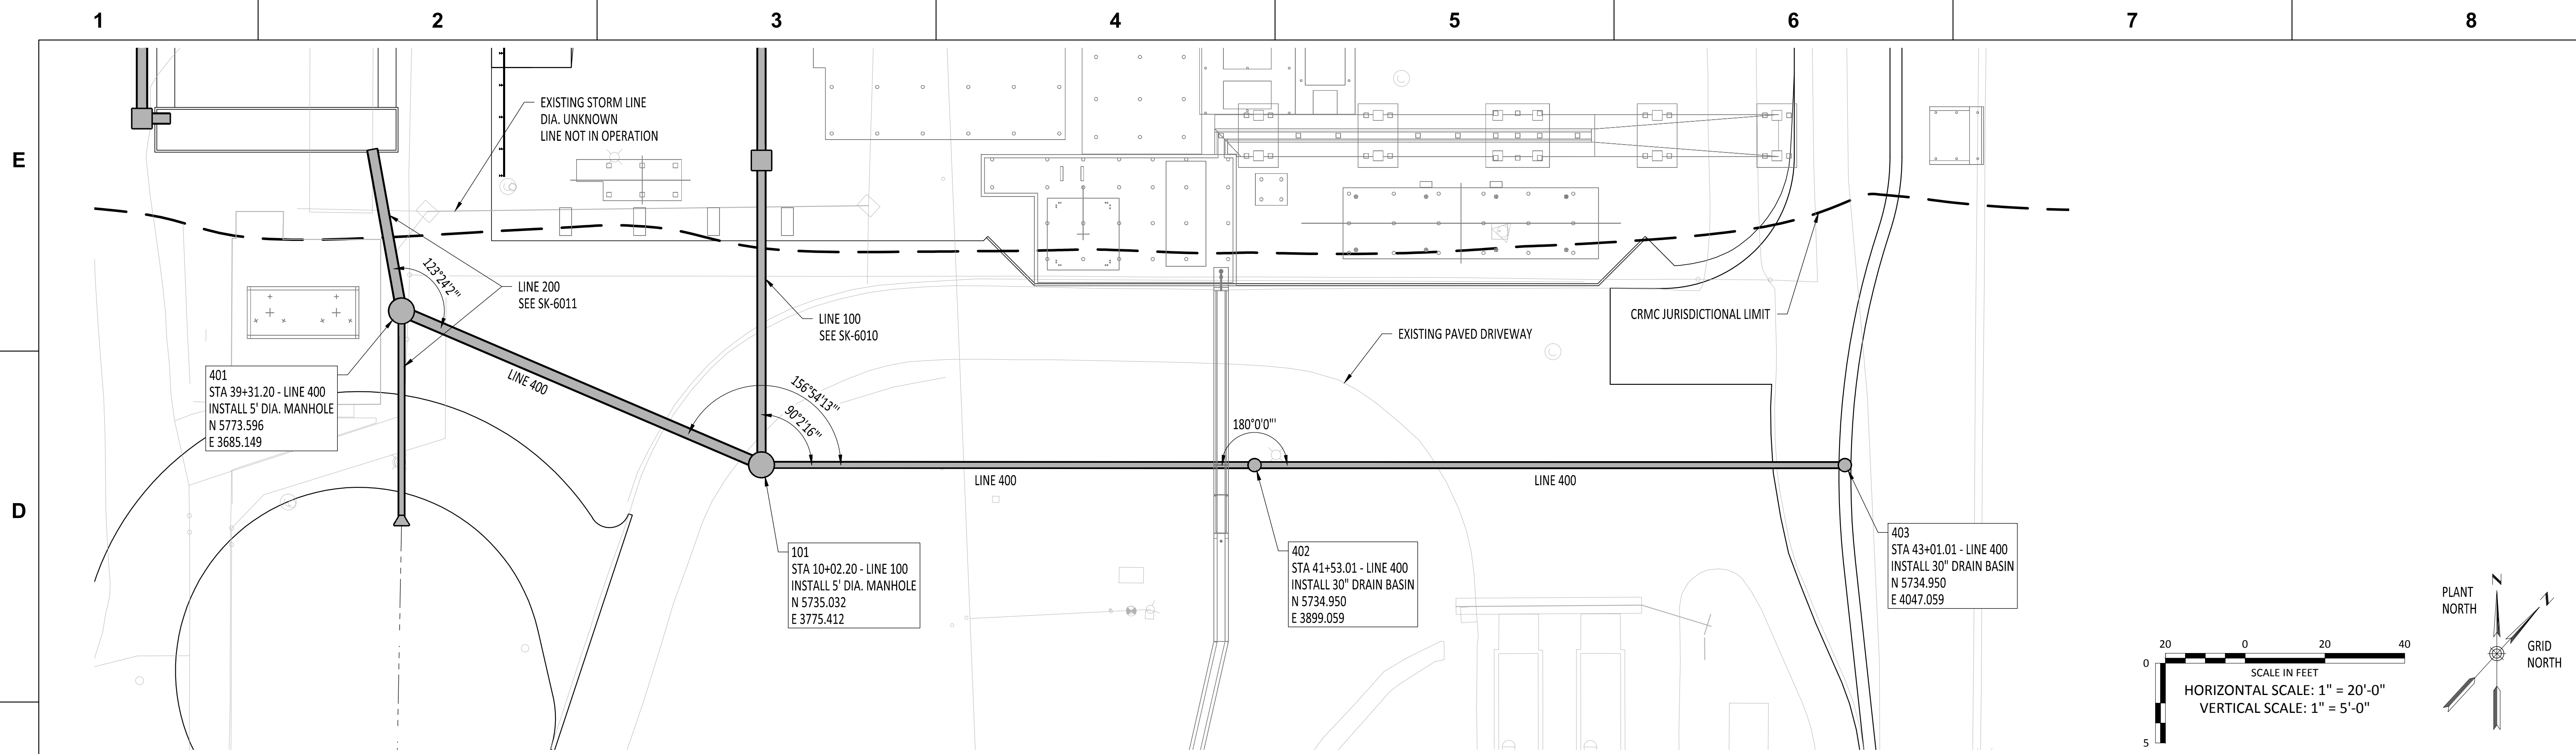 1 2 3 4 5 6 7 8
E
D
EXISTING STORM LINE
DIA. UNKNOWN
LINE NOT IN OPERATION
123°24'2"'
LINE 200
SEE SK-6011
LINE 100
SEE SK-6010
CRMC JURISDICTIONAL LIMIT
EXISTING PAVED DRIVEWAY
401
STA 39+31.20 - LINE 400
INSTALL 5' DIA. MANHOLE
N 5773.596
E 3685.149
LINE 400
156°54'13"'
90°2'16"'
180°0'0"'
LINE 400
LINE 400
101
STA 10+02.20 - LINE 100
INSTALL 5' DIA. MANHOLE
N 5735.032
E 3775.412
402
STA 41+53.01 - LINE 400
INSTALL 30" DRAIN BASIN
N 5734.950
E 3899.059
403
STA 43+01.01 - LINE 400
INSTALL 30" DRAIN BASIN
N 5734.950
E 4047.059
PLANT
NORTH
N
N
GRID
NORTH
20 0 20 40
0
5
SCALE IN FEET
HORIZONTAL SCALE: 1" = 20'-0"
VERTICAL SCALE: 1" = 5'-0"